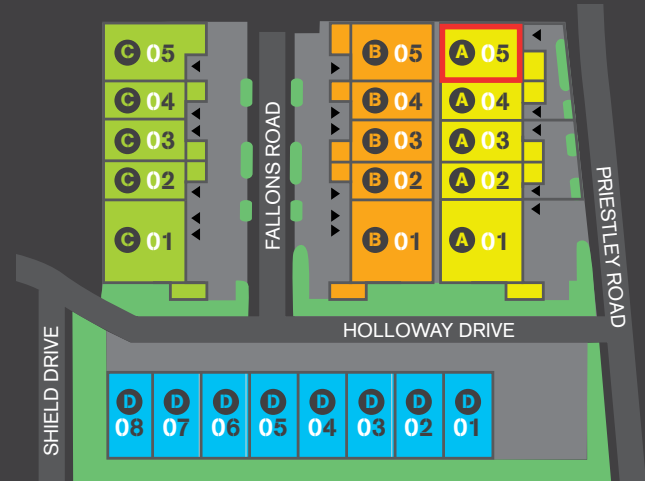 C 05
B 05
A 05
C 04
B 04
A 04
C 03
B 03
A 03
C 02
B 02
A 02
C 01
B 01
A 01
FALLONS ROAD
PRIESTLEY ROAD
HOLLOWAY DRIVE
SHIELD DRIVE
D D D D D D D D
08 07 06 05 04 03 02 01